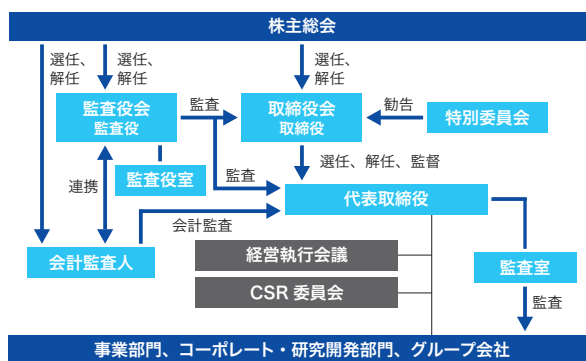 株主総会
選任、
解任
選任、
解任
選任、
解任
監査役会
監査役
監査
取締役会
取締役
勧告
特別委員会
連携
監査役室
監査
選任、解任、監督
代表取締役
会計監査
会計監査人
経営執行会議
監査室
CSR 委員会
監査
事業部門、コーポレート・研究開発部門、グループ会社